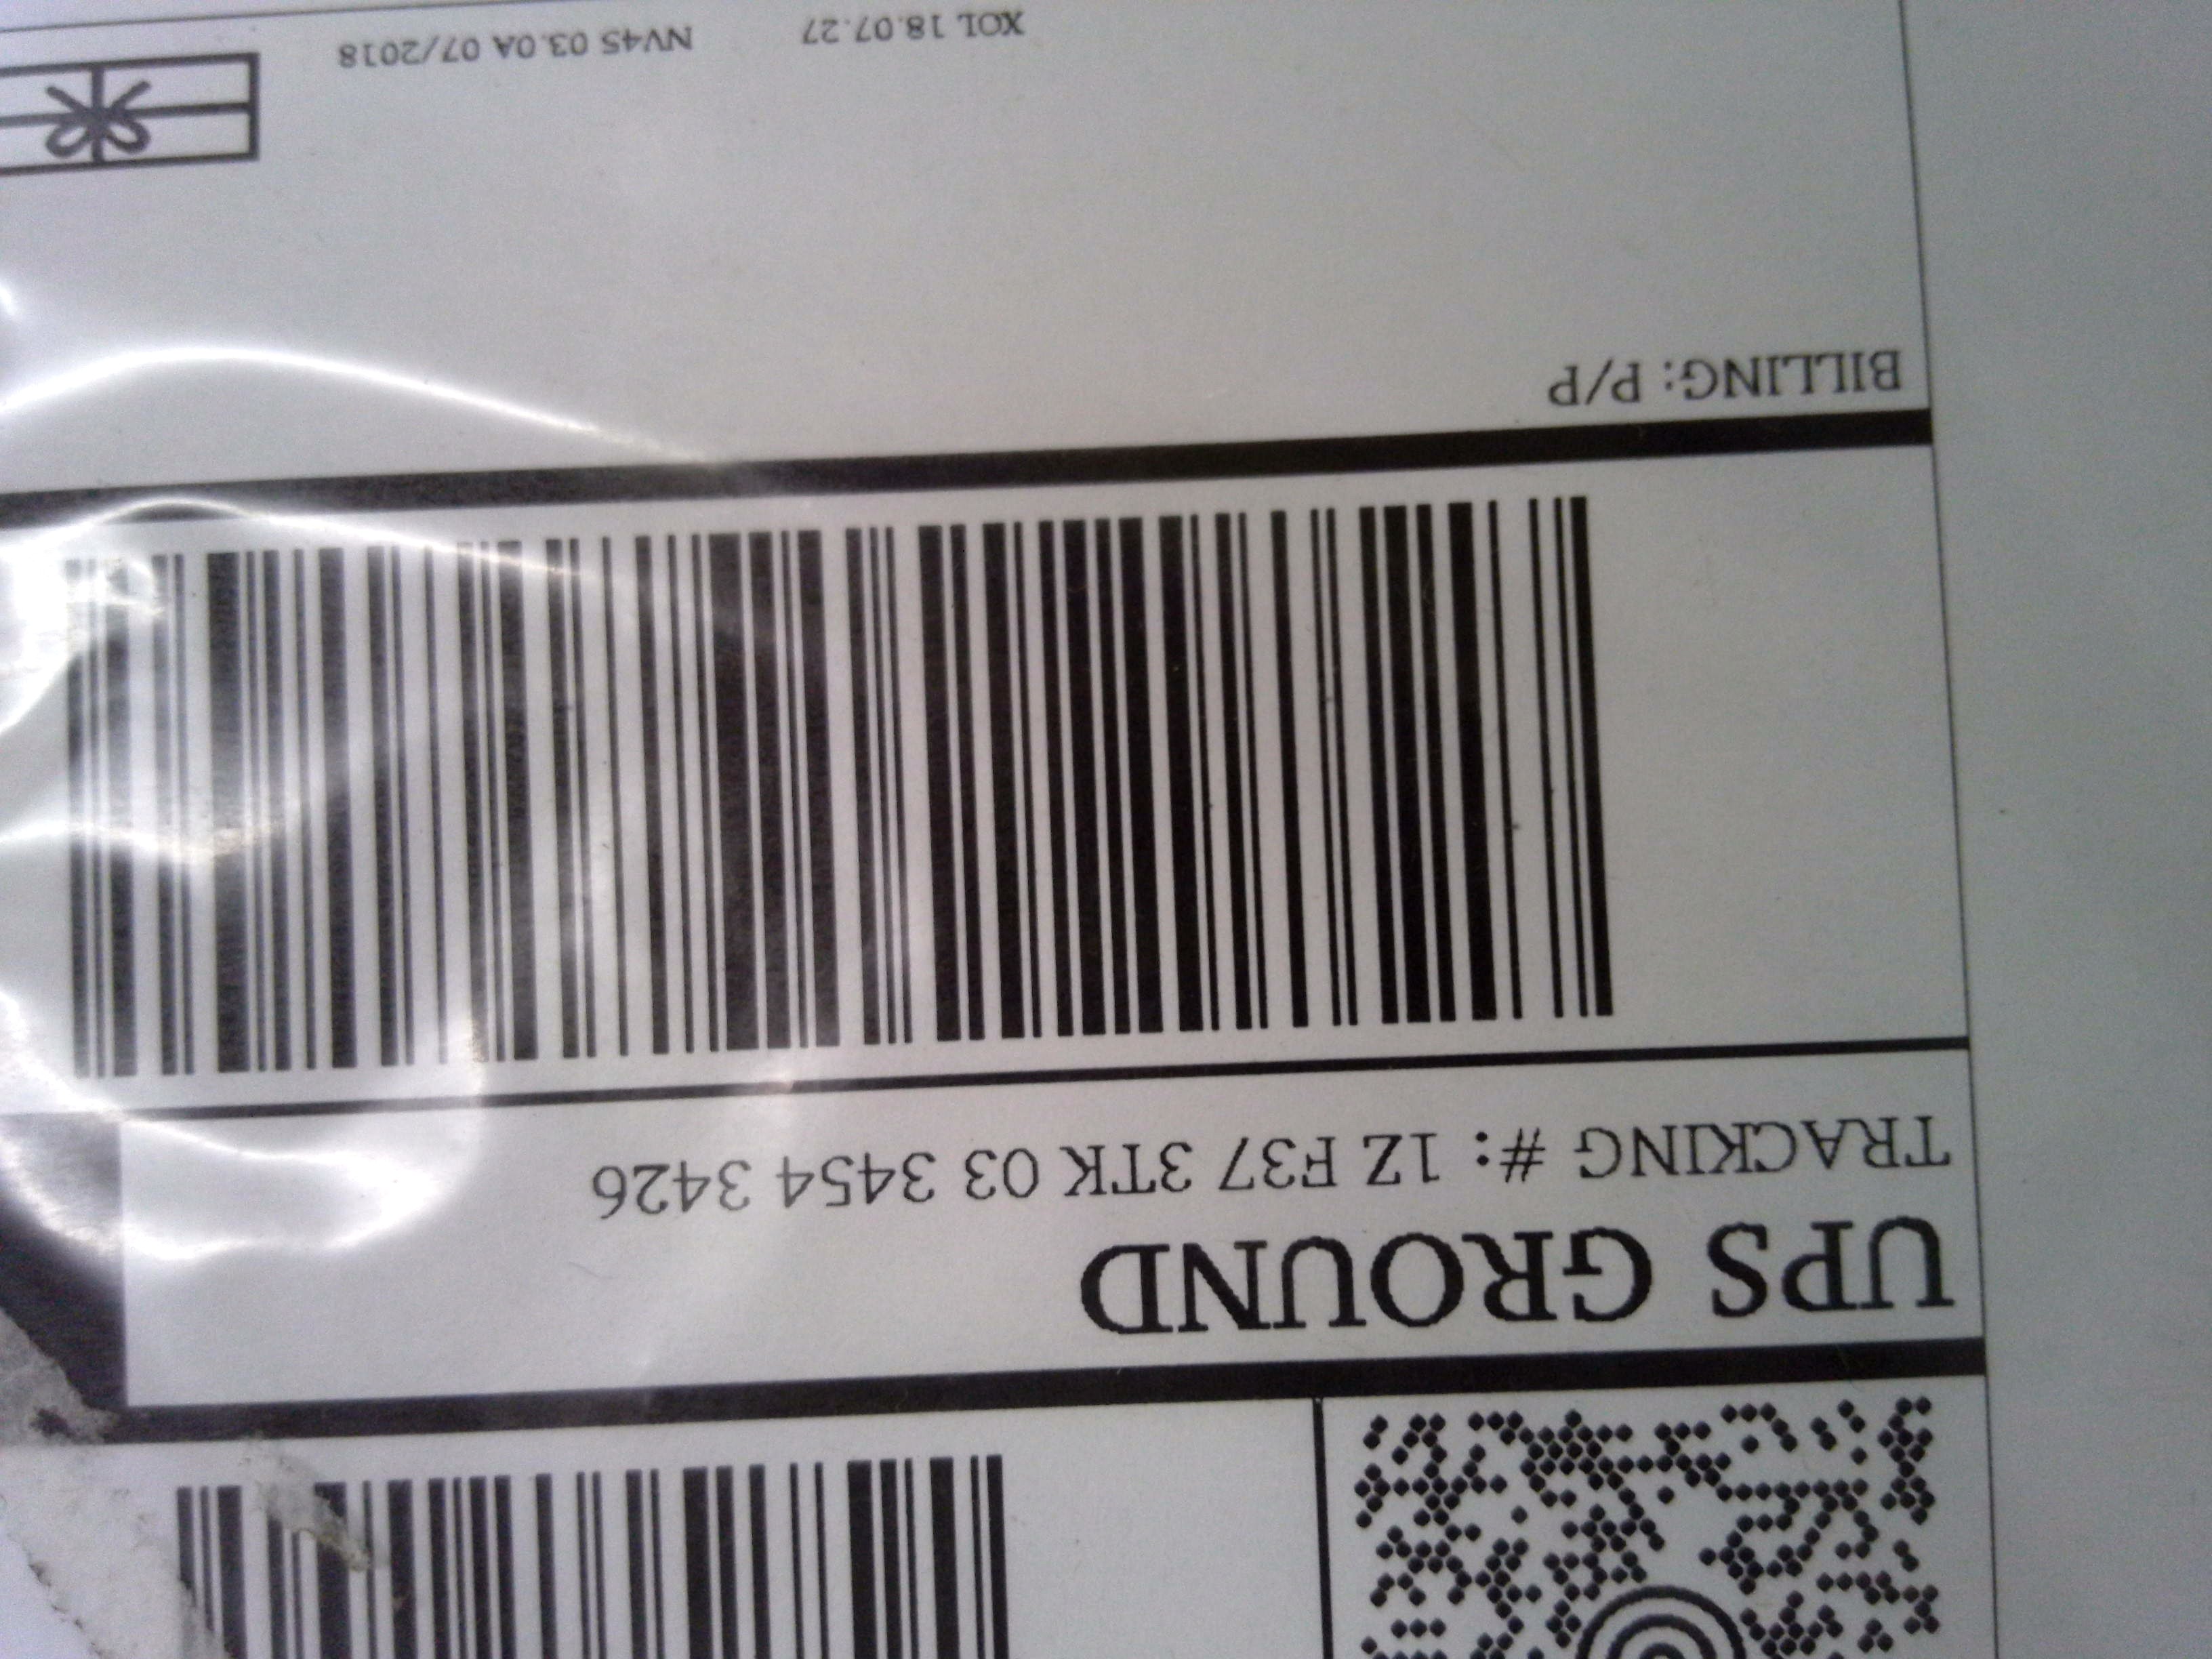 UPS GROUND
TRACKING #: 1Z F37 3TK 03 3454 3426
BILLING: P/P
XOL 18.07.27 NV45 03.0A 07/2018